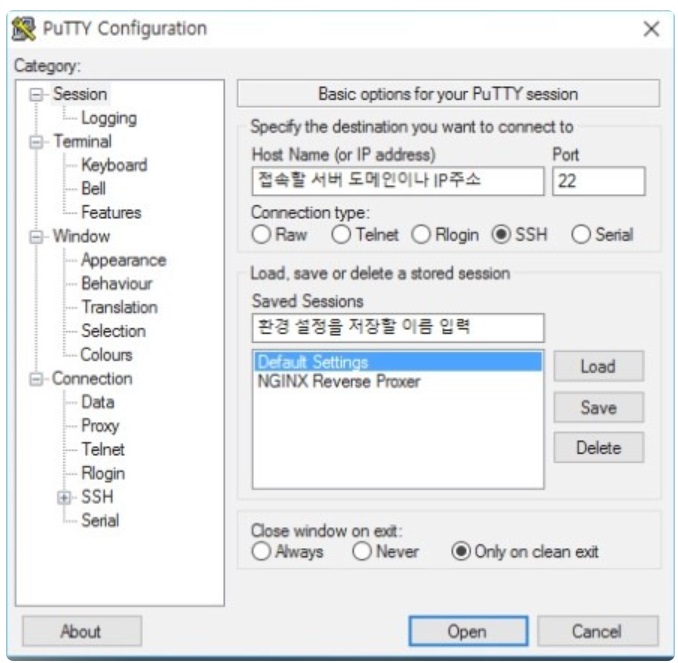 PuTTY Configuration
Category:
Session
Logging
Terminal
Keyboard
Bell
Features
Window
Appearance
Behaviour
Translation
Selection
Colours
Connection
Data
Proxy
Telnet
Rlogin
SSH
Serial
Basic options for your PuTTY session
Specify the destination you want to connect to
Host Name (or IP address) Port
접속할 서버 도메인이나 IP주소 22
Connection type:
Raw Telnet Rlogin SSH Serial
Load, save or delete a stored session
Saved Sessions
환경 설정을 저장할 이름 입력
Default Settings
NGINX Reverse Proxer
Load
Save
Delete
Close window on exit:
Always Never Only on clean exit
About Open Cancel